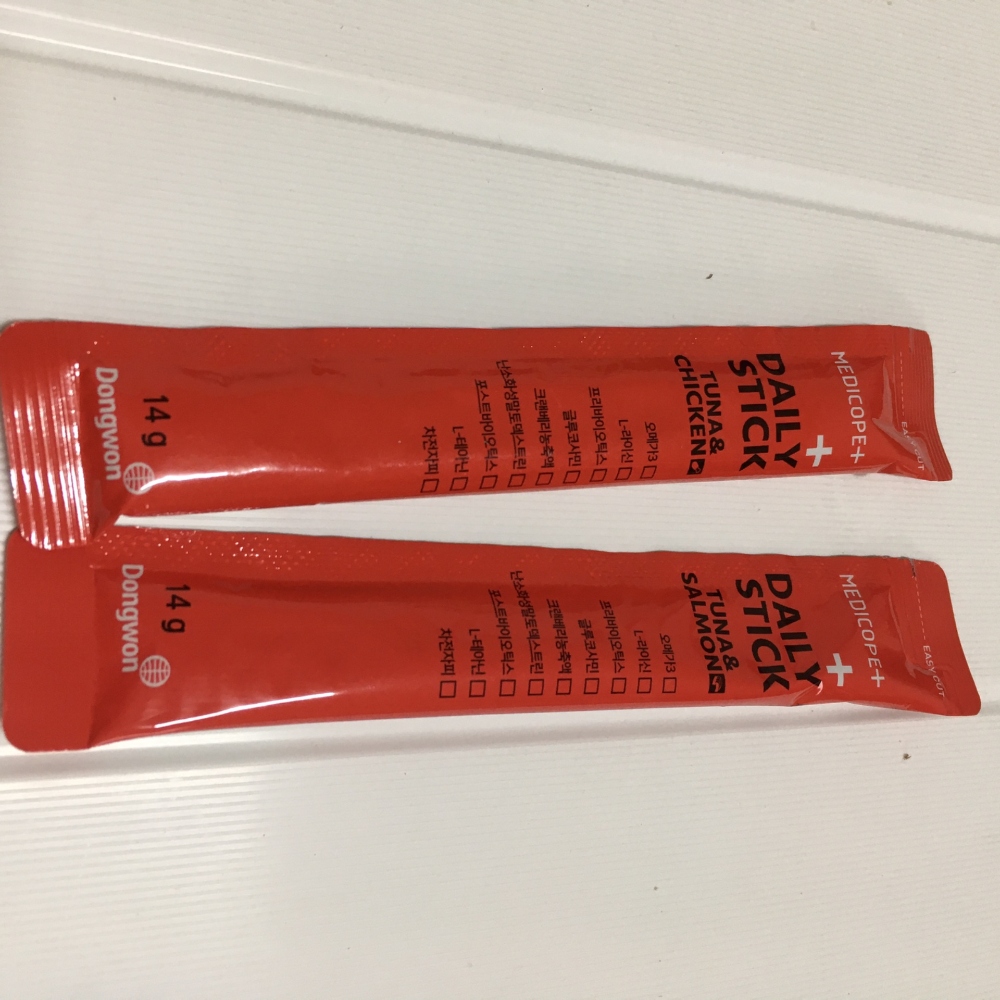 EASY CUT
MEDICOPE+
DAILY
STICK
TUNA&
CHICKEN
오메가3
L-라이신
프리바이오틱스
글루코사민
크랜베리농축액
난소화성말토덱스트린
포스트바이오틱스
L-테아닌
차전자피
14 g
Dongwon
EASY CUT
MEDICOPE+
DAILY
STICK
TUNA&
SALMON
오메가3
L-라이신
프리바이오틱스
글루코사민
크랜베리농축액
난소화성말토덱스트린
포스트바이오틱스
L-테아닌
차전자피
14 g
Dongwon